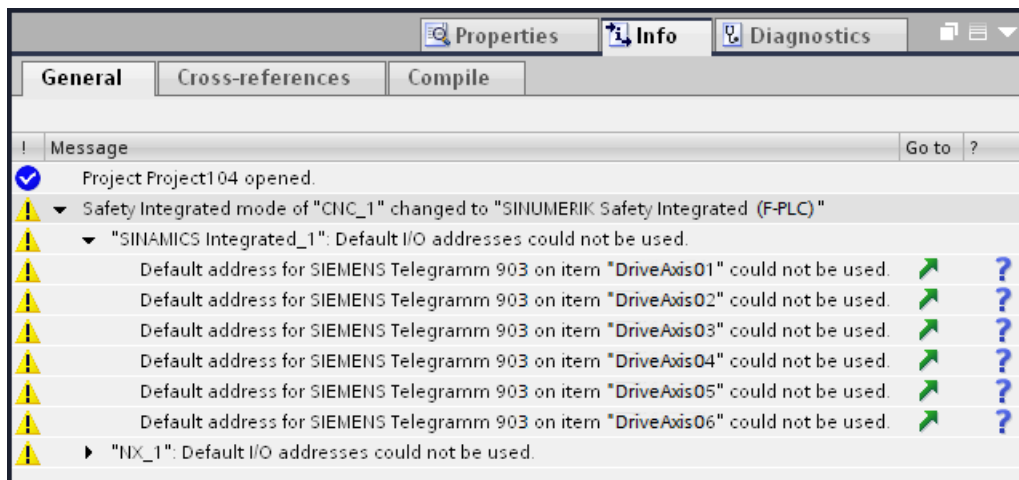 Properties Info Diagnostics
General Cross-references Compile
! Message Go to ?
Project Project104 opened.
Safety Integrated mode of "CNC_1" changed to "SINUMERIK Safety Integrated (F-PLC)"
"SINAMICS Integrated_1": Default I/O addresses could not be used.
Default address for SIEMENS Telegramm 903 on item "DriveAxis01" could not be used. ?
Default address for SIEMENS Telegramm 903 on item "DriveAxis02" could not be used. ?
Default address for SIEMENS Telegramm 903 on item "DriveAxis03" could not be used. ?
Default address for SIEMENS Telegramm 903 on item "DriveAxis04" could not be used. ?
Default address for SIEMENS Telegramm 903 on item "DriveAxis05" could not be used. ?
Default address for SIEMENS Telegramm 903 on item "DriveAxis06" could not be used. ?
"NX_1": Default I/O addresses could not be used.